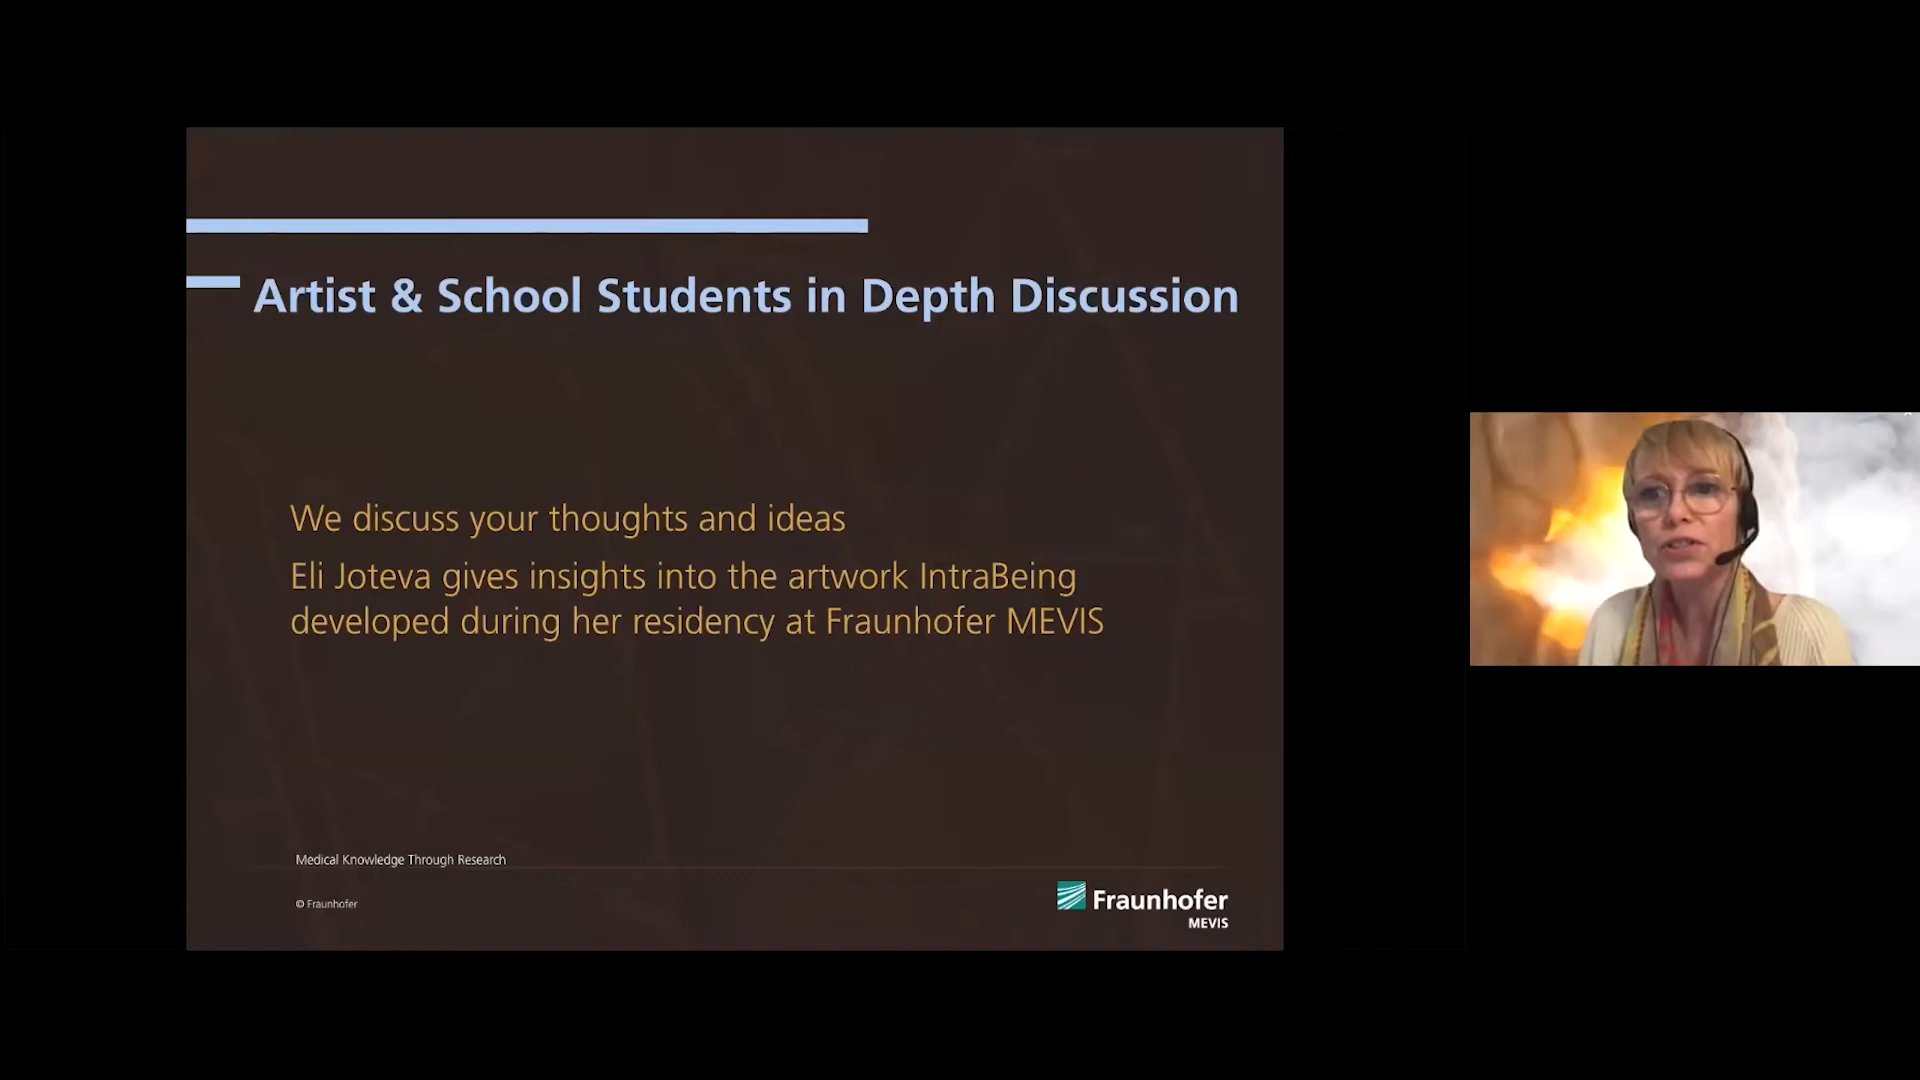 Artist & School Students in Depth Discussion
We discuss your thoughts and ideas
Eli Joteva gives insights into the artwork IntraBeing
developed during her residency at Fraunhofer MEVIS
Medical Knowledge Through Research
© Fraunhofer
Fraunhofer
MEVIS